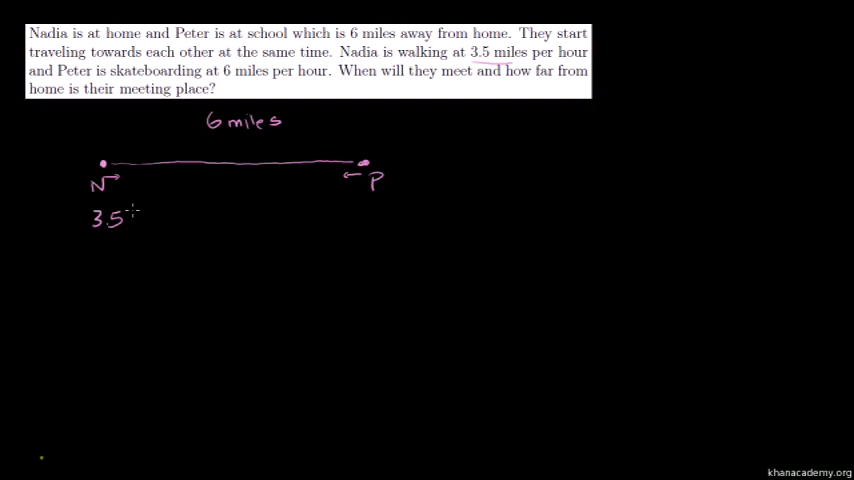 Nadia is at home and Peter is at school which is 6 miles away from home. They start
traveling towards each other at the same time. Nadia is walking at 3.5 miles per hour
and Peter is skateboarding at 6 miles per hour. When will they meet and how far from
home is their meeting place?
6 miles
N P
3.5
khanacademy.org